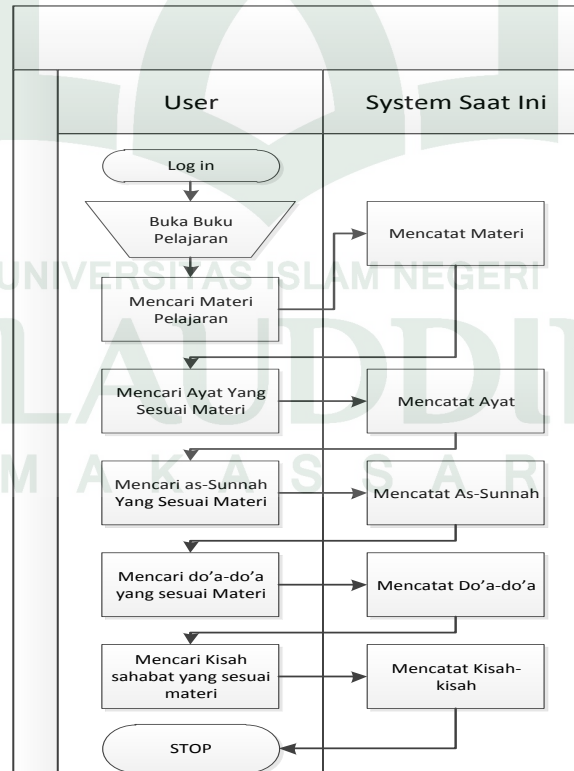 User
System Saat Ini
Log in
Buka Buku
Pelajaran
Mencari Materi
Pelajaran
Mencatat Materi
Mencari Ayat Yang
Sesuai Materi
Mencatat Ayat
Mencari as-Sunnah
Yang Sesuai Materi
Mencatat As-Sunnah
Mencari do'a-do'a
yang sesuai Materi
Mencatat Do'a-do'a
Mencari Kisah
sahabat yang sesuai
materi
Mencatat Kisah-
kisah
STOP
UNIVERSITAS ISLAM NEGERI
LAUDDI
MAKASSAR